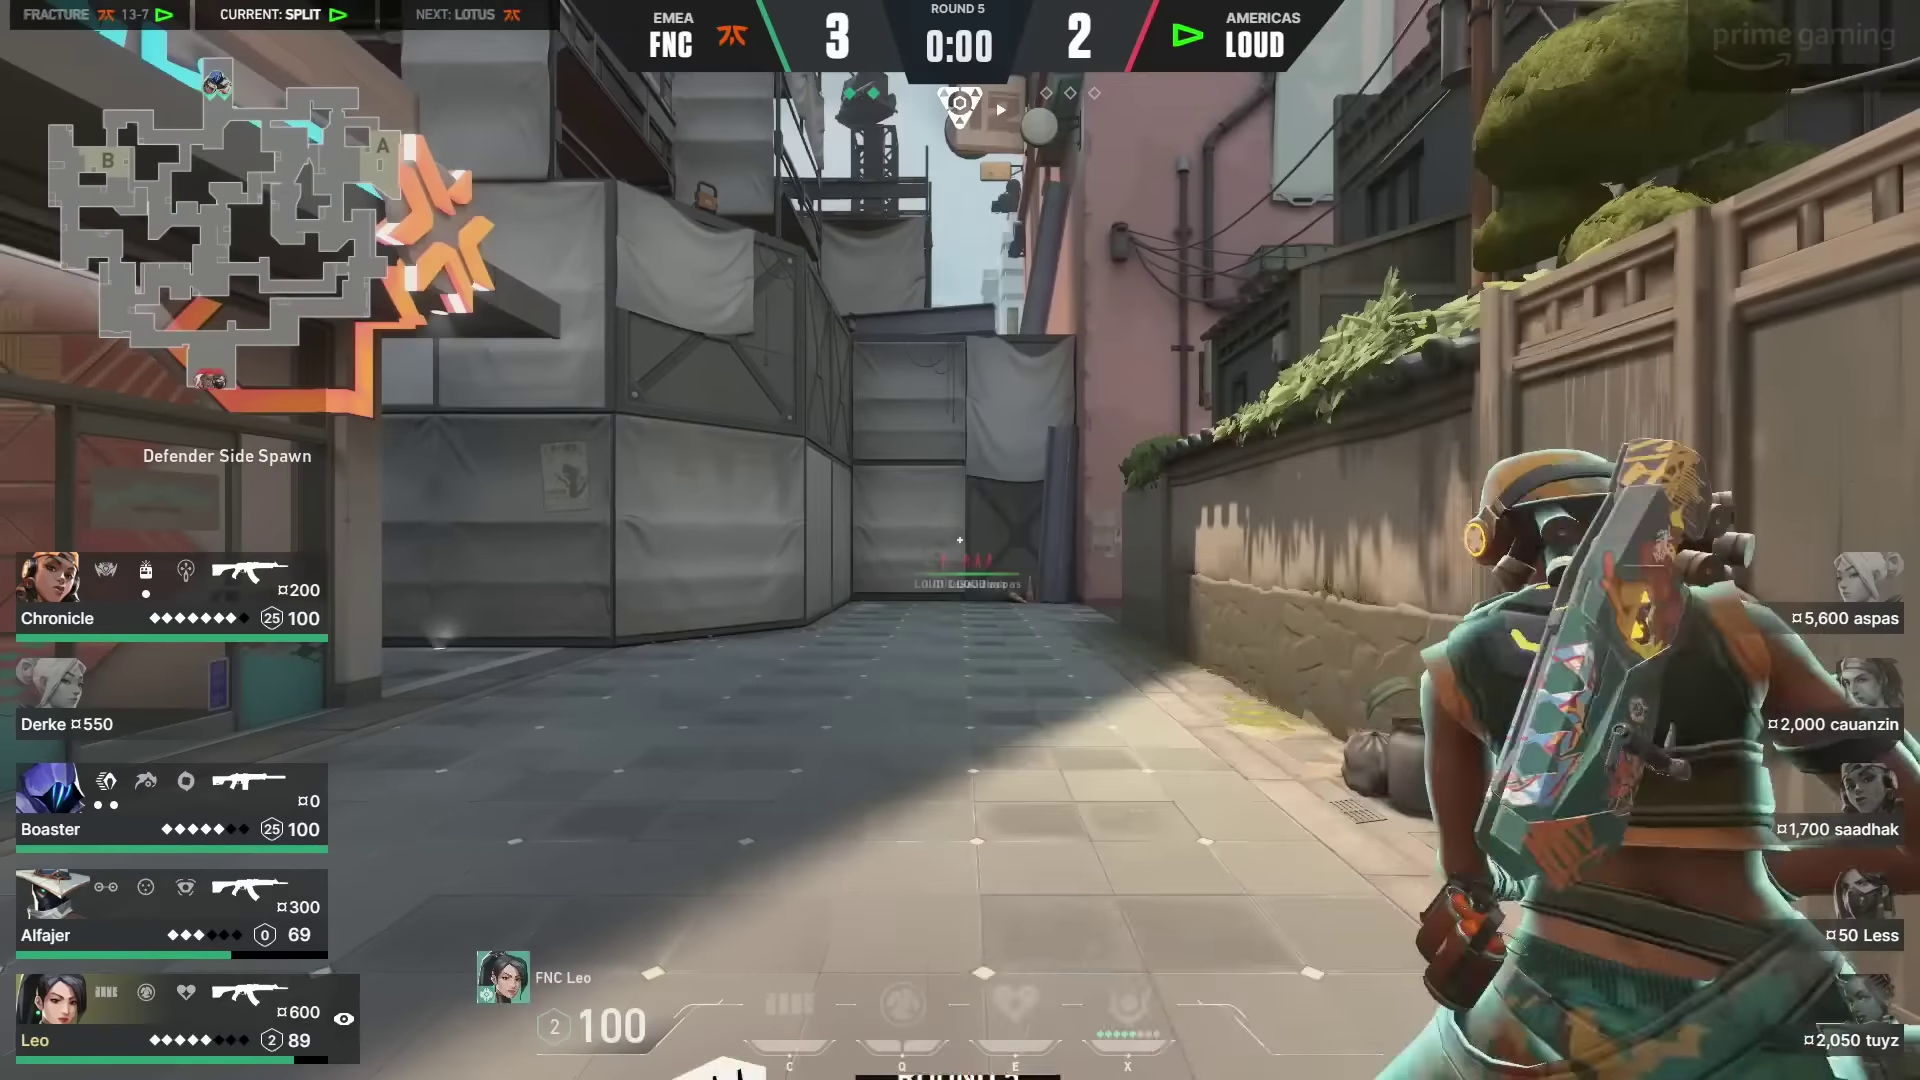 FRACTURE 13-7
CURRENT: SPLIT
NEXT: LOTUS
EMEA
FNC
3
ROUND 5
0:00
2
AMERICAS
LOUD
prime gaming
B
A
Defender Side Spawn
Chronicle
¤200
25 100
Derke ¤550
Boaster
¤0
25 100
Alfajer
¤300
0 69
Leo
¤600
2 89
FNC Leo
2 100
C
Q
E
X
¤5,600 aspas
¤2,000 cauanzin
¤1,700 saadhak
¤50 Less
¤2,050 tuyz